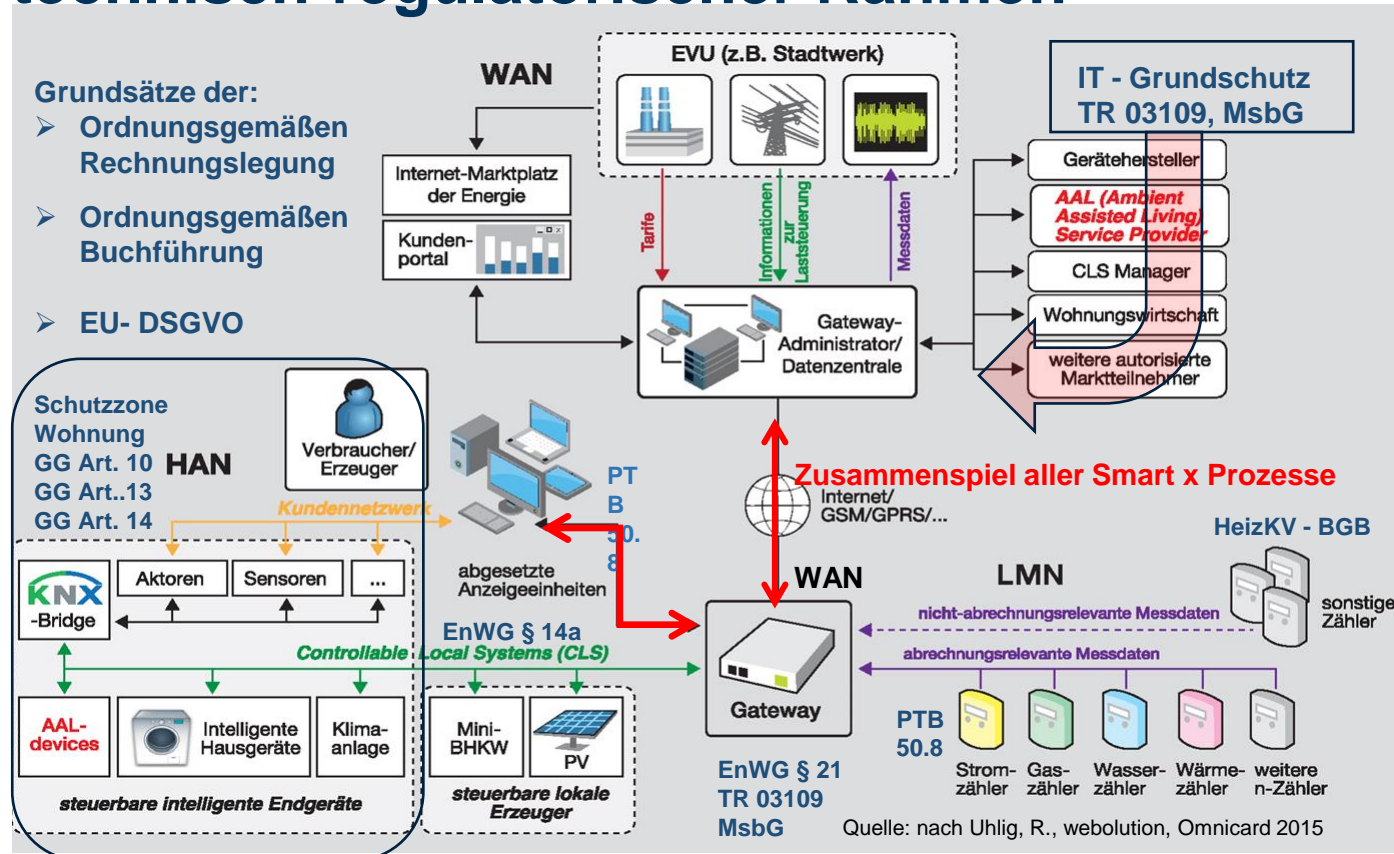 technisch regulatorischer Rahmen
Grundsätze der:
➢ Ordnungsgemäßen
Rechnungslegung
➢ Ordnungsgemäßen
Buchführung
➢ EU- DSGVO
WAN
EVU (z.B. Stadtwerk)
IT - Grundschutz
TR 03109, MsbG
Internet-Marktplatz
der Energie
Kunden-
portal
Tarife
Informationen
zur
Laststeuerung
Messdaten
Gateway-
Administrator/
Datenzentrale
Gerätehersteller
AAL (Ambient
Assisted Living)
Service Provider
CLS Manager
Wohnungswirtschaft
weitere autorisierte
Marktteilnehmer
Schutzzone
Wohnung
GG Art. 10
GG Art..13
GG Art. 14
HAN
Verbraucher/
Erzeuger
Kundennetzwerk
PT
B
50.
8
abgesetzte
Anzeigeeinheiten
Zusammenspiel aller Smart x Prozesse
Internet/
GSM/GPRS/...
WAN
LMN
HeizKV - BGB
sonstige
Zähler
nicht-abrechnungsrelevante Messdaten
abrechnungsrelevante Messdaten
KNX
-Bridge
Aktoren
Sensoren
...
EnWG § 14a
Controllable Local Systems (CLS)
AAL-
devices
Intelligente
Hausgeräte
Klima-
anlage
steuerbare intelligente Endgeräte
Mini-
BHKW
PV
steuerbare lokale
Erzeuger
Gateway
EnWG § 21
TR 03109
MsbG
PTB
50.8
Strom-
zähler
Gas-
zähler
Wasser-
zähler
Wärme-
zähler
weitere
n-Zähler
Quelle: nach Uhlig, R., webolution, Omnicard 2015